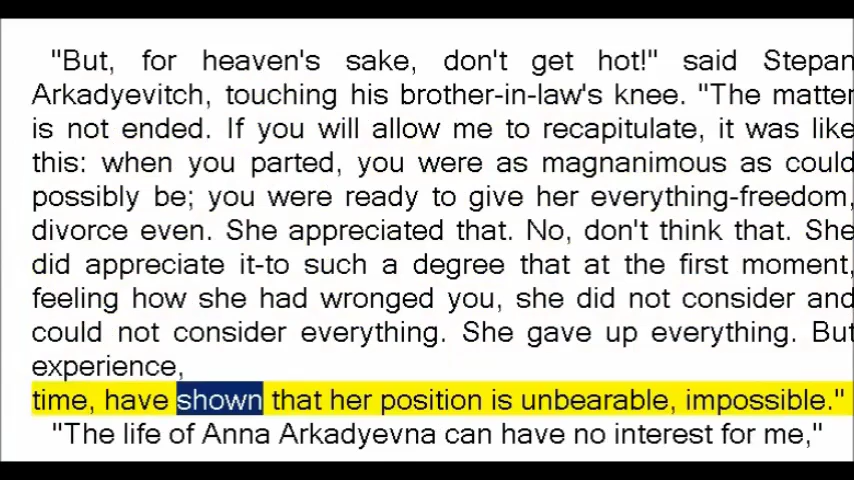 "But, for heaven's sake, don't get hot!" said Stepan
Arkadyevitch, touching his brother-in-law's knee. "The matter
is not ended. If you will allow me to recapitulate, it was like
this: when you parted, you were as magnanimous as could
possibly be; you were ready to give her everything-freedom,
divorce even. She appreciated that. No, don't think that. She
did appreciate it-to such a degree that at the first moment,
feeling how she had wronged you, she did not consider and
could not consider everything. She gave up everything. But
experience,
time, have shown that her position is unbearable, impossible."
"The life of Anna Arkadyevna can have no interest for me,"